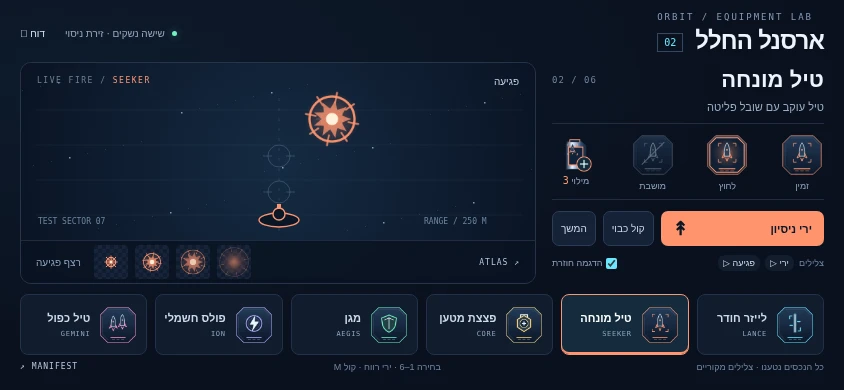 ORBIT / EQUIPMENT LAB
ארסנל החלל 02
שישה נשקים · זירת ניסוי
דוח
טיל מונחה
02 / 06
טיל עוקב עם שובל פליטה
זמין
לחוץ
מושבת
מילוי 3
ירי ניסיון
קול כבוי
המשך
צלילים
ירי ▷
פגיעה ▷
הדגמה חוזרת
LIVE FIRE / SEEKER
פגיעה
TEST SECTOR 07
RANGE / 250 M
רצף פגיעה
ATLAS ↗
לייזר חודר
LANCE
טיל מונחה
SEEKER
פצצת מטען
CORE
מגן
AEGIS
פולס חשמלי
ION
טיל כפול
GEMINI
כל הנכסים נטענו · צלילים מקוריים
בחירה 1–6 · ירי רווח · קול M
MANIFEST ↗